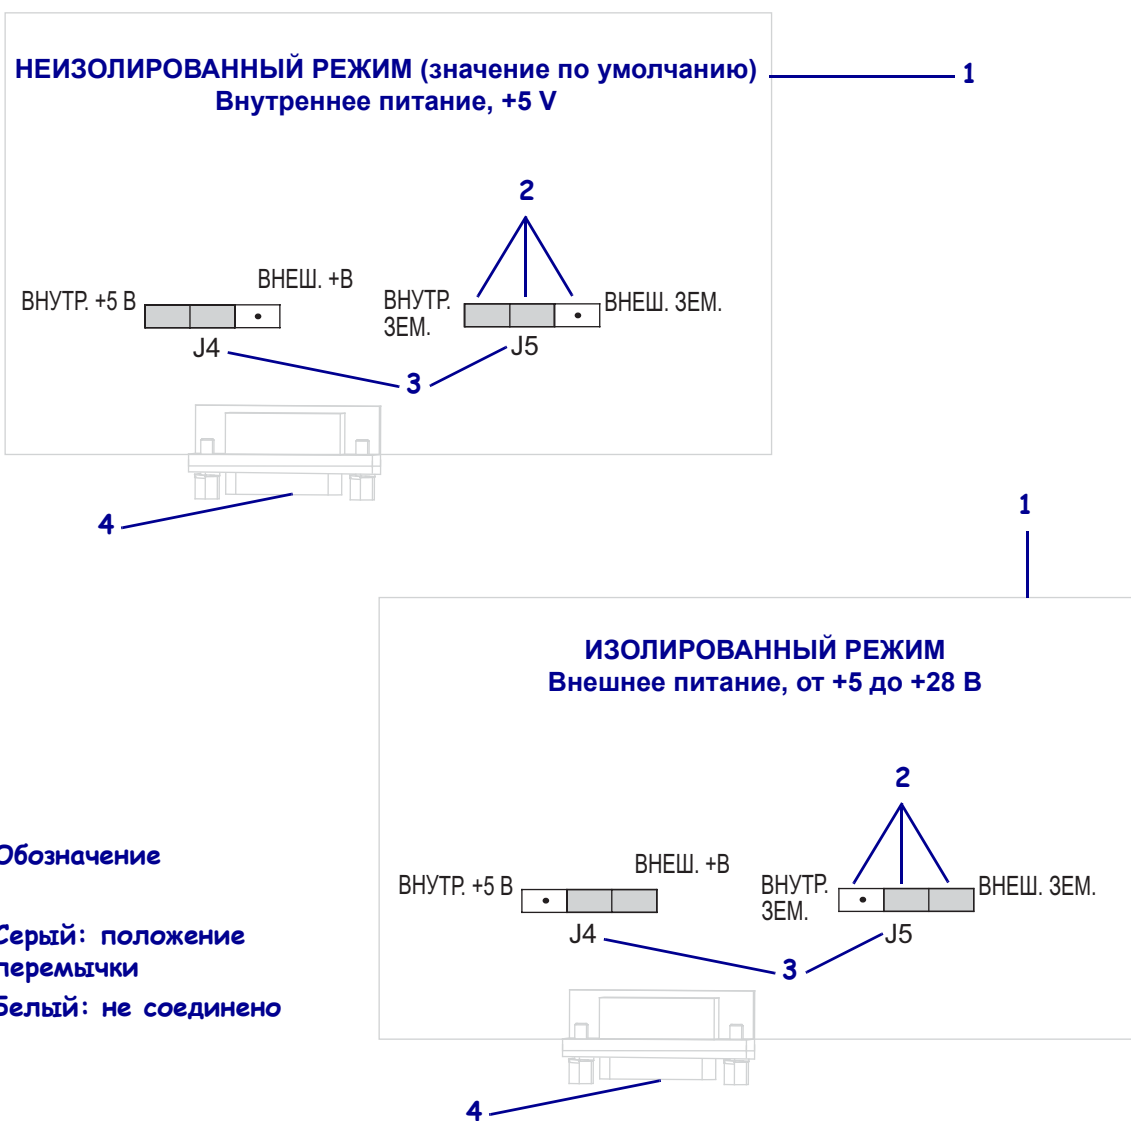 НЕИЗОЛИРОВАННЫЙ РЕЖИМ (значение по умолчанию)
Внутреннее питание, +5 V
1
2
ВНУТР. +5 В
ВНЕШ. +В
ВНУТР.
ЗЕМ.
ВНЕШ. ЗЕМ.
J4
J5
3
4
1
ИЗОЛИРОВАННЫЙ РЕЖИМ
Внешнее питание, от +5 до +28 В
2
Обозначение
Серый: положение
перемычки
Белый: не соединено
ВНУТР. +5 В
ВНЕШ. +В
ВНУТР.
ЗЕМ.
ВНЕШ. ЗЕМ.
J4
J5
3
4